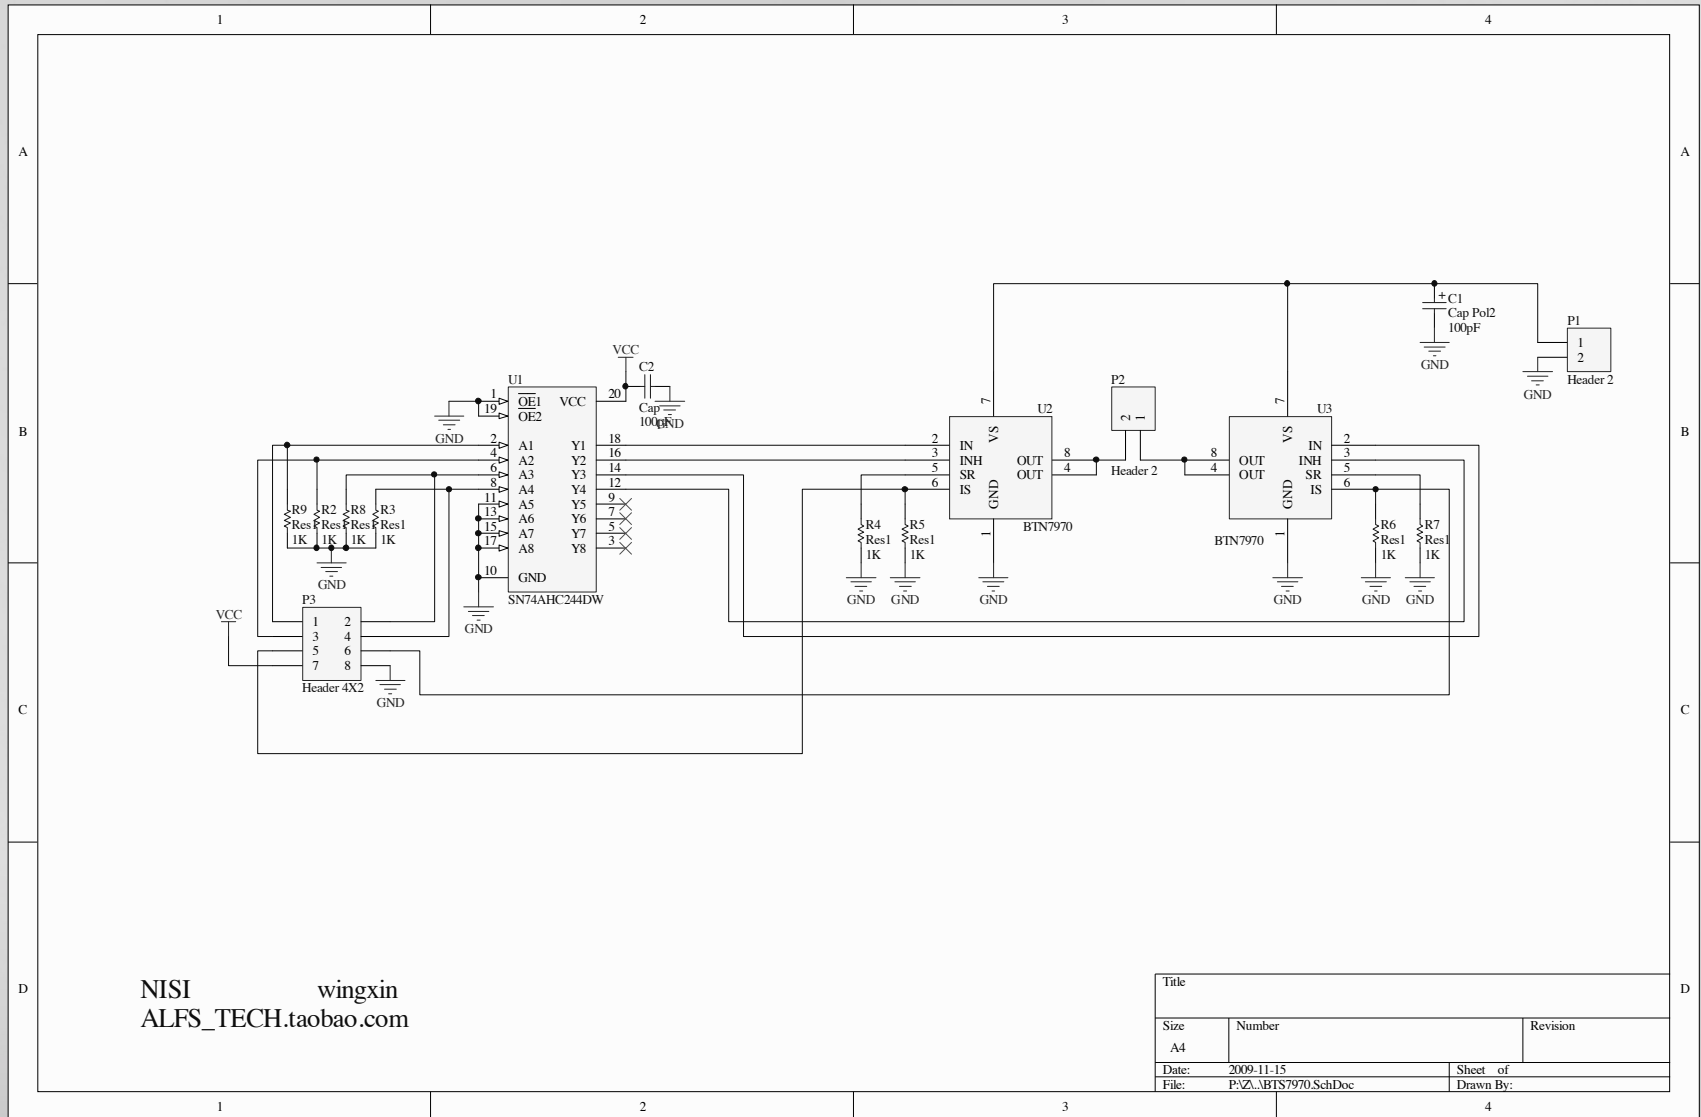 1 2 3 4
A A
B B
C C
D D
VCC
C2
Cap
100pF
GND
U1
1 OE1 VCC 20
19 OE2
GND
2 A1 Y1 18
4 A2 Y2 16
6 A3 Y3 14
8 A4 Y4 12
11 A5 Y5 9
13 A6 Y6 7
15 A7 Y7 5
17 A8 Y8 3
10 GND
SN74AHC244DW
GND
R9 R2 R8 R3
Res1 Res1 Res1 Res1
1K 1K 1K 1K
GND
P3
VCC
1 2
3 4
5 6
7 8
Header 4X2
GND
U2
7 VS
2 IN
3 INH OUT 8
5 SR OUT 4
6 IS
GND 1
BTN7970
GND
R4 R5
Res1 Res1
1K 1K
GND GND
P2
2 1
Header 2
U3
7 VS
IN 2
8 OUT INH 3
4 OUT SR 5
IS 6
GND 1
BTN7970
GND
R6 R7
Res1 Res1
1K 1K
GND GND
+ C1
Cap Pol2
100pF
GND
P1
1
2
Header 2
GND
NISI wingxin
ALFS_TECH.taobao.com
Title
Size Number Revision
A4
Date: 2009-11-15 Sheet of
File: P:\Z\..\BTS7970.SchDoc Drawn By:
1 2 3 4